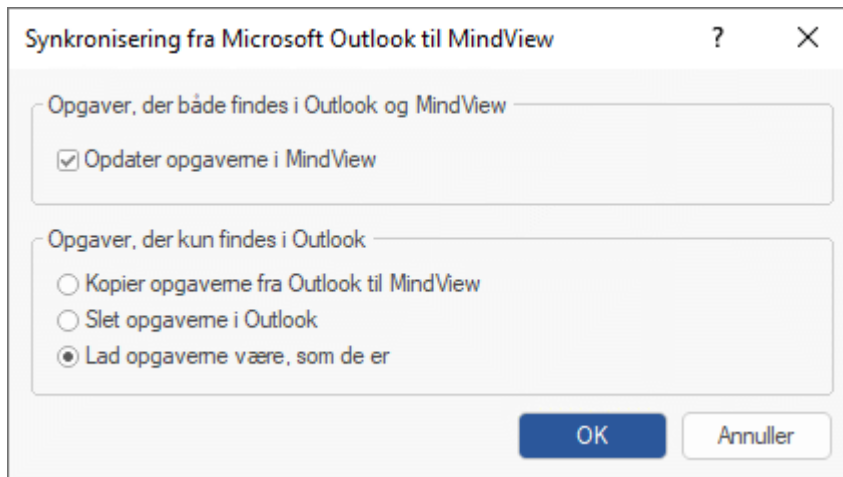 Synkronisering fra Microsoft Outlook til MindView ?
Opgaver, der både findes i Outlook og MindView
Opdater opgaverne i MindView
Opgaver, der kun findes i Outlook
Kopier opgaverne fra Outlook til MindView
Slet opgaverne i Outlook
Lad opgaverne være, som de er
OK Annuller